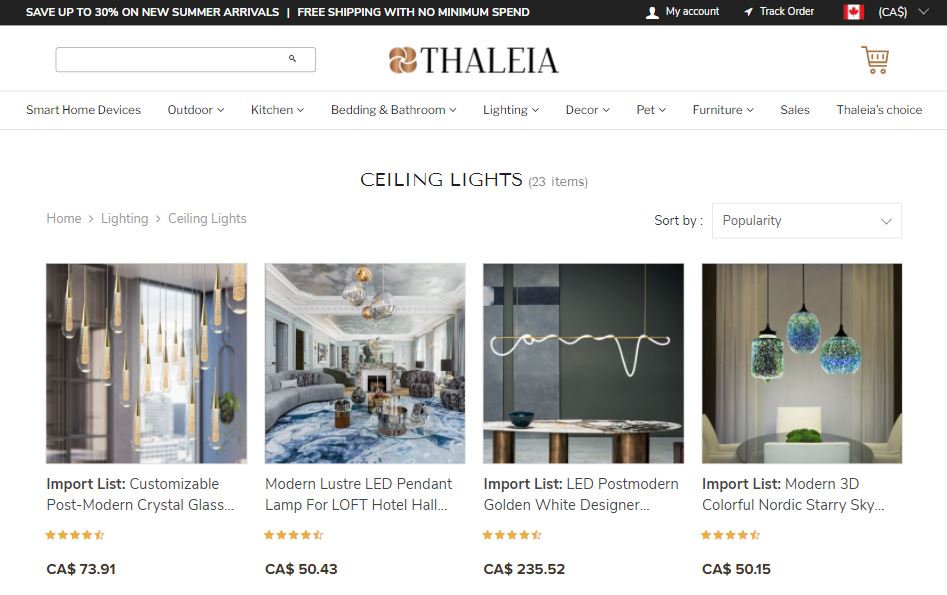 SAVE UP TO 30% ON NEW SUMMER ARRIVALS | FREE SHIPPING WITH NO MINIMUM SPEND
My account
Track Order
(CA$)
THALEIA
Smart Home Devices
Outdoor
Kitchen
Bedding & Bathroom
Lighting
Decor
Pet
Furniture
Sales
Thaleia's choice
CEILING LIGHTS (23 items)
Home > Lighting > Ceiling Lights
Sort by :
Popularity
Import List: Customizable
Post-Modern Crystal Glass...
CA$ 73.91
Modern Lustre LED Pendant
Lamp For LOFT Hotel Hall...
CA$ 50.43
Import List: LED Postmodern
Golden White Designer...
CA$ 235.52
Import List: Modern 3D
Colorful Nordic Starry Sky...
CA$ 50.15